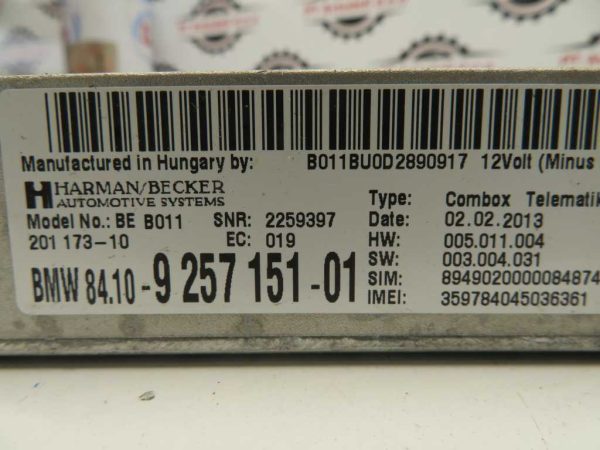 Manufactured in Hungary by: B011BU0D2890917 12Volt (Minus
HARMAN/BECKER
AUTOMOTIVE SYSTEMS
Model No.: BE B011 SNR: 2259397
201 173-10 EC: 019
BMW 84.10 - 9 257 151 - 01
Type: Combox Telematik
Date: 02.02.2013
HW: 005.011.004
SW: 003.004.031
SIM: 8949020000084874
IMEI: 359784045036361